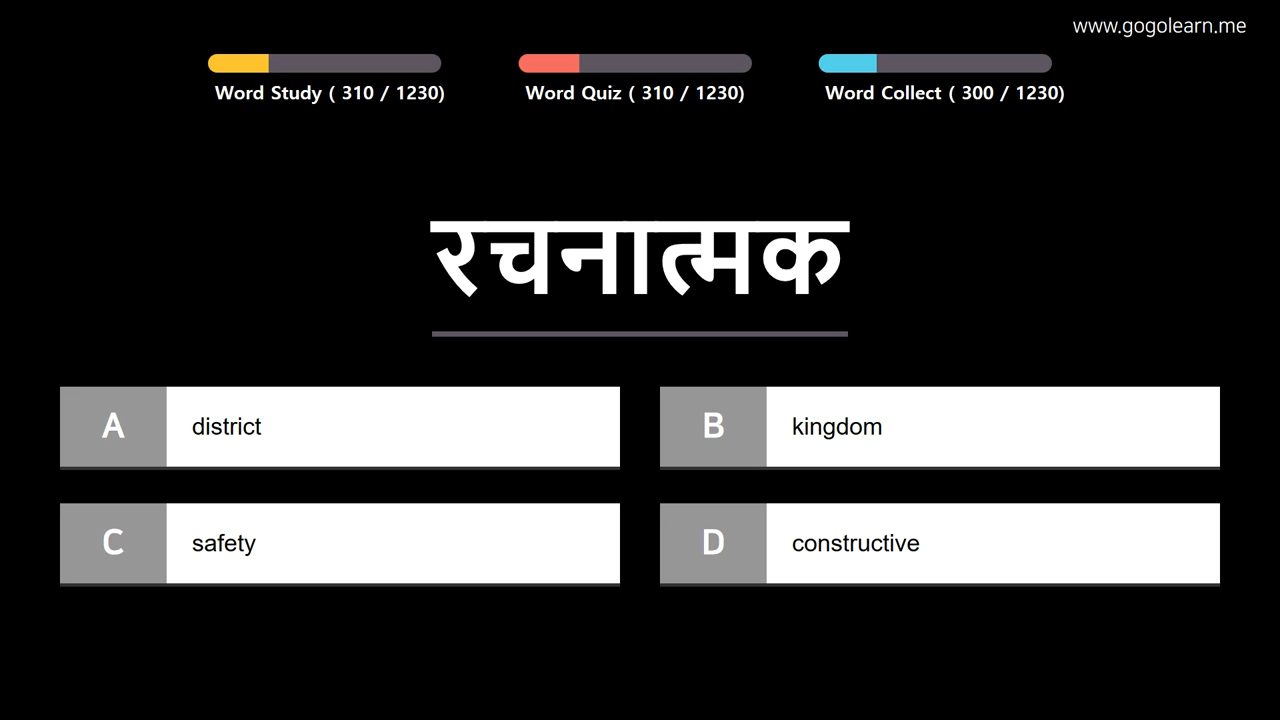 www.gogolearn.me
Word Study ( 310 / 1230)
Word Quiz ( 310 / 1230)
Word Collect ( 300 / 1230)
रचनात्मक
A district
B kingdom
C safety
D constructive